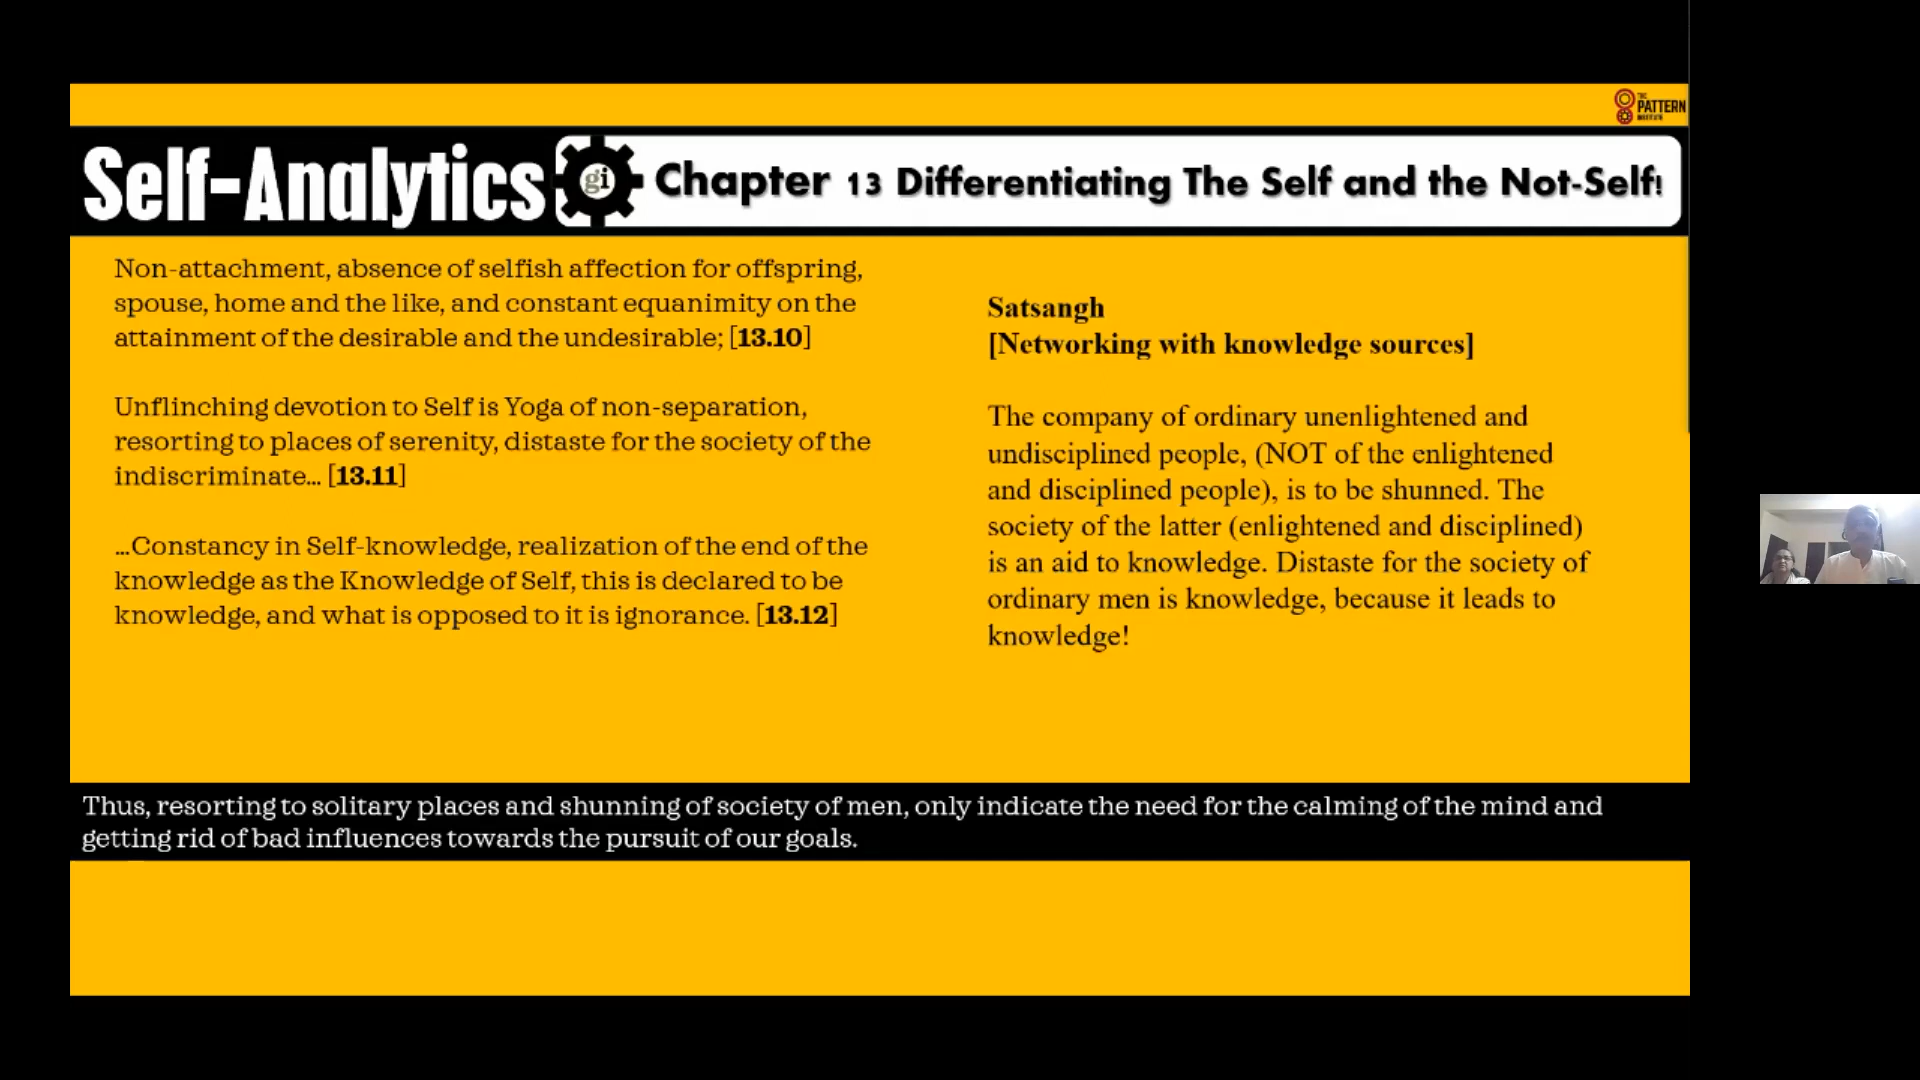 THE
PATTERN
INSTITUTE
Self-Analytics
gi
Chapter 13 Differentiating The Self and the Not-Self!
Non-attachment, absence of selfish affection for offspring,
spouse, home and the like, and constant equanimity on the
attainment of the desirable and the undesirable; [13.10]
Unflinching devotion to Self is Yoga of non-separation,
resorting to places of serenity, distaste for the society of the
indiscriminate... [13.11]
...Constancy in Self-knowledge, realization of the end of the
knowledge as the Knowledge of Self, this is declared to be
knowledge, and what is opposed to it is ignorance. [13.12]
Satsangh
[Networking with knowledge sources]
The company of ordinary unenlightened and
undisciplined people, (NOT of the enlightened
and disciplined people), is to be shunned. The
society of the latter (enlightened and disciplined)
is an aid to knowledge. Distaste for the society of
ordinary men is knowledge, because it leads to
knowledge!
Thus, resorting to solitary places and shunning of society of men, only indicate the need for the calming of the mind and
getting rid of bad influences towards the pursuit of our goals.